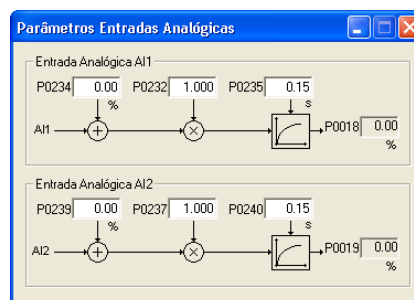 Parâmetros Entradas Analógicas
Entrada Analógica AI1
P0234 0.00 P0232 1.000 P0235 0.15
% s
AI1 P0018 0.00
%
Entrada Analógica AI2
P0239 0.00 P0237 1.000 P0240 0.15
% s
AI2 P0019 0.00
%